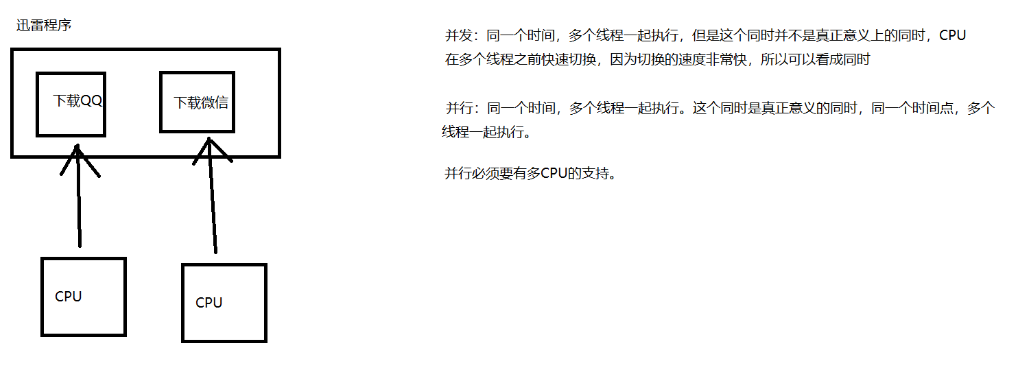 迅雷程序
下载QQ
下载微信
CPU
CPU
并发：同一个时间，多个线程一起执行，但是这个同时并不是真正意义上的同时，CPU
在多个线程之前快速切换，因为切换的速度非常快，所以可以看成同时
并行：同一个时间，多个线程一起执行。这个同时是真正意义的同时，同一个时间点，多个
线程一起执行。
并行必须要有多CPU的支持。